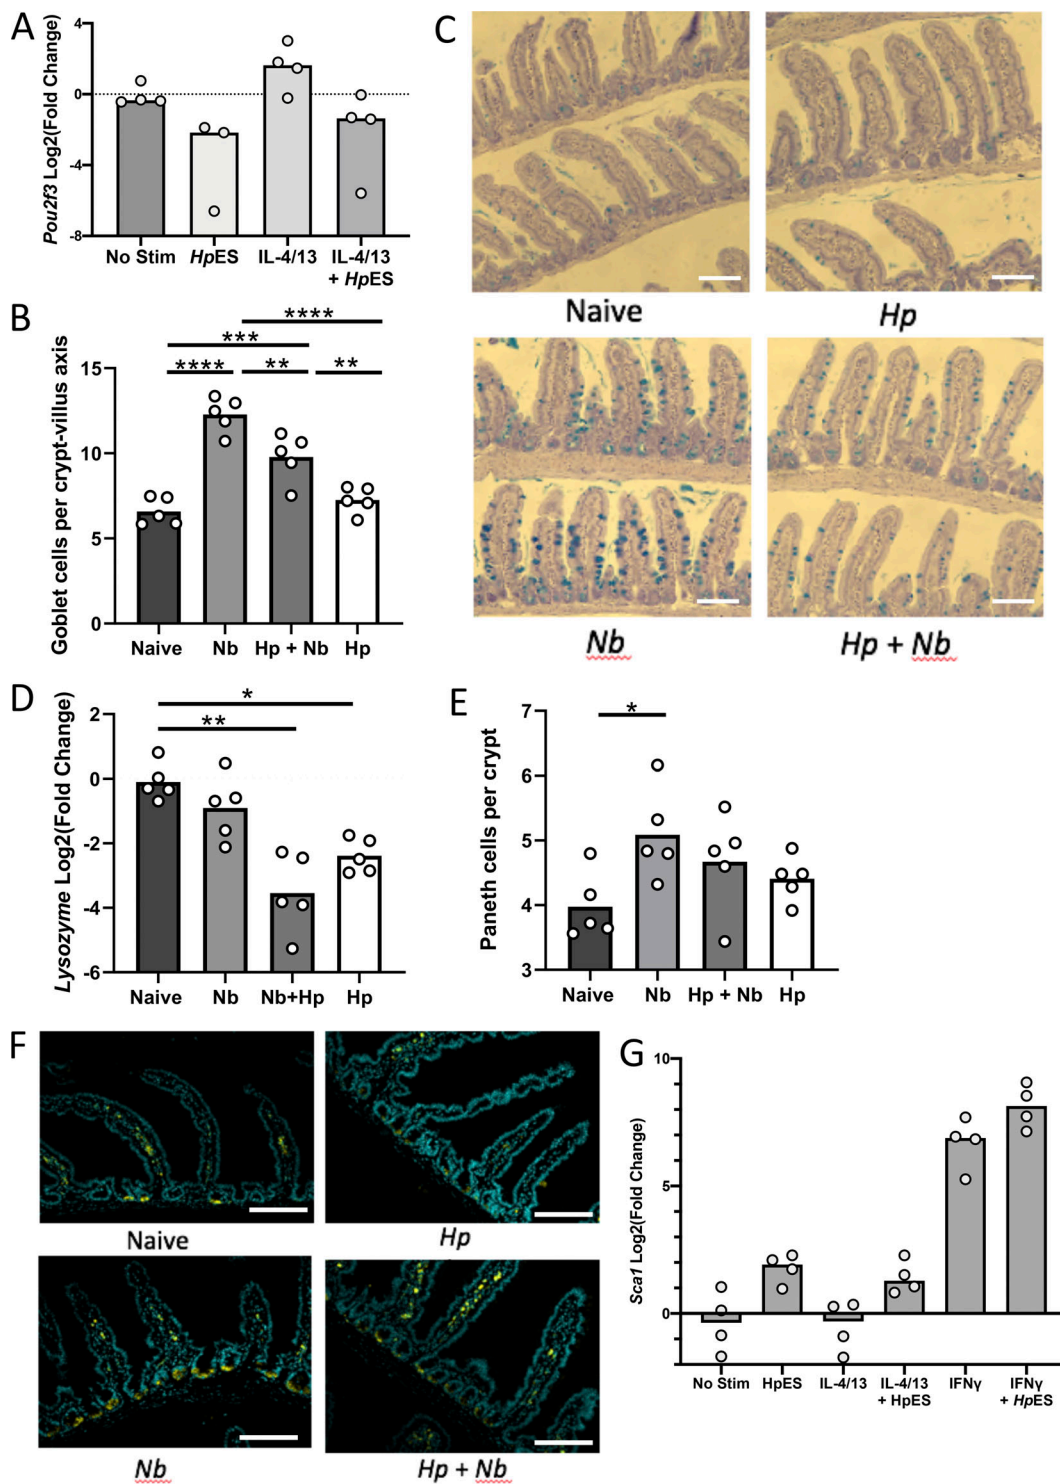 A
Pou2f3 Log2(Fold Change)
4
0
-4
-8
No Stim
HpES
IL-4/13
IL-4/13
+ HpES
B
Goblet cells per crypt-villus axis
15
10
5
0
****
***
****
**
**
Naive
Nb
Hp + Nb
Hp
C
Naive
Hp
Nb
Hp + Nb
D
Lysozyme Log2(Fold Change)
2
0
-2
-4
-6
*
**
Naive
Nb
Nb+Hp
Hp
E
Paneth cells per crypt
7
6
5
4
3
*
Naive
Nb
Hp + Nb
Hp
F
Naive
Hp
Nb
Hp + Nb
G
Sca1 Log2(Fold Change)
10
5
0
No Stim
HpES
IL-4/13
IL-4/13
+ HpES
IFNγ
IFNγ
+ HpES